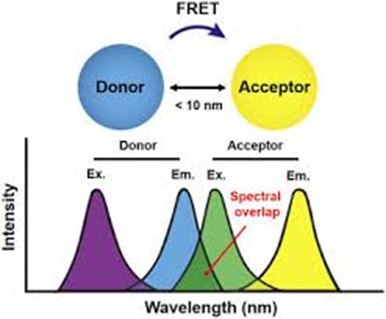 FRET
Donor
Acceptor
< 10 nm
Donor
Acceptor
Ex.
Em.
Ex.
Em.
Spectral
overlap
Intensity
Wavelength (nm)